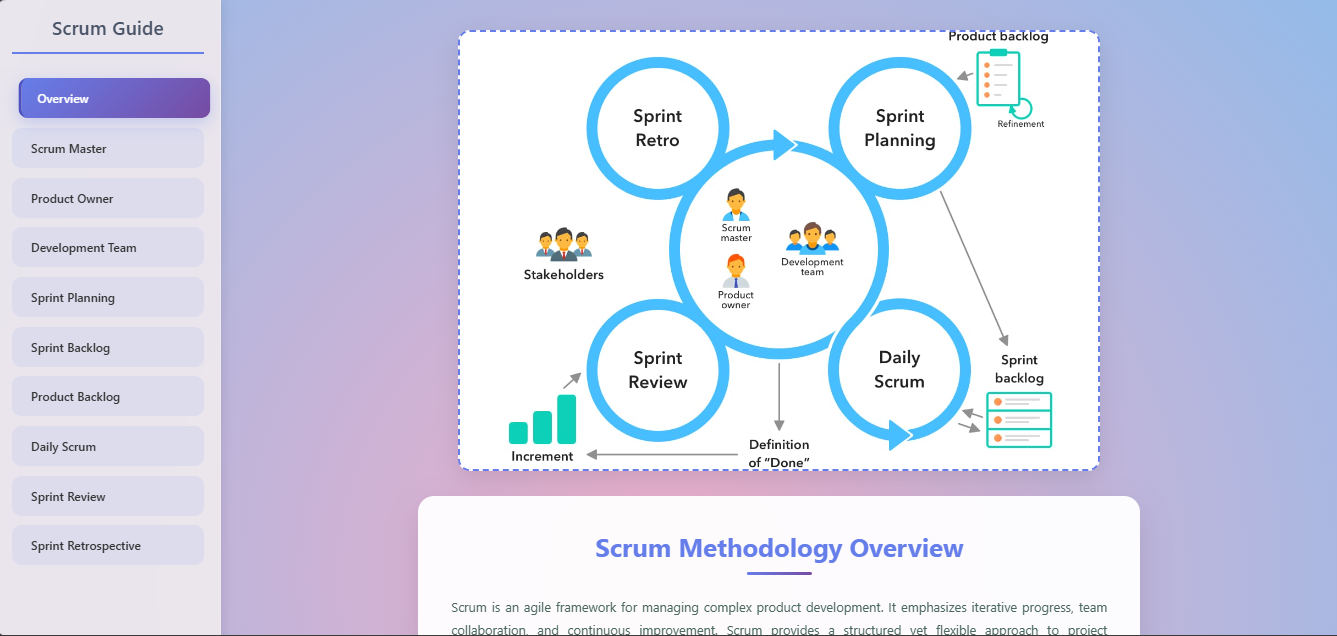 Scrum Guide
Overview
Scrum Master
Product Owner
Development Team
Sprint Planning
Sprint Backlog
Product Backlog
Daily Scrum
Sprint Review
Sprint Retrospective
Product backlog
Refinement
Sprint
Retro
Sprint
Planning
Scrum
master
Development
team
Product
owner
Stakeholders
Sprint
Review
Daily
Scrum
Sprint
backlog
Increment
Definition
of “Done”
Scrum Methodology Overview
Scrum is an agile framework for managing complex product development. It emphasizes iterative progress, team
collaboration, and continuous improvement. Scrum provides a structured yet flexible approach to project